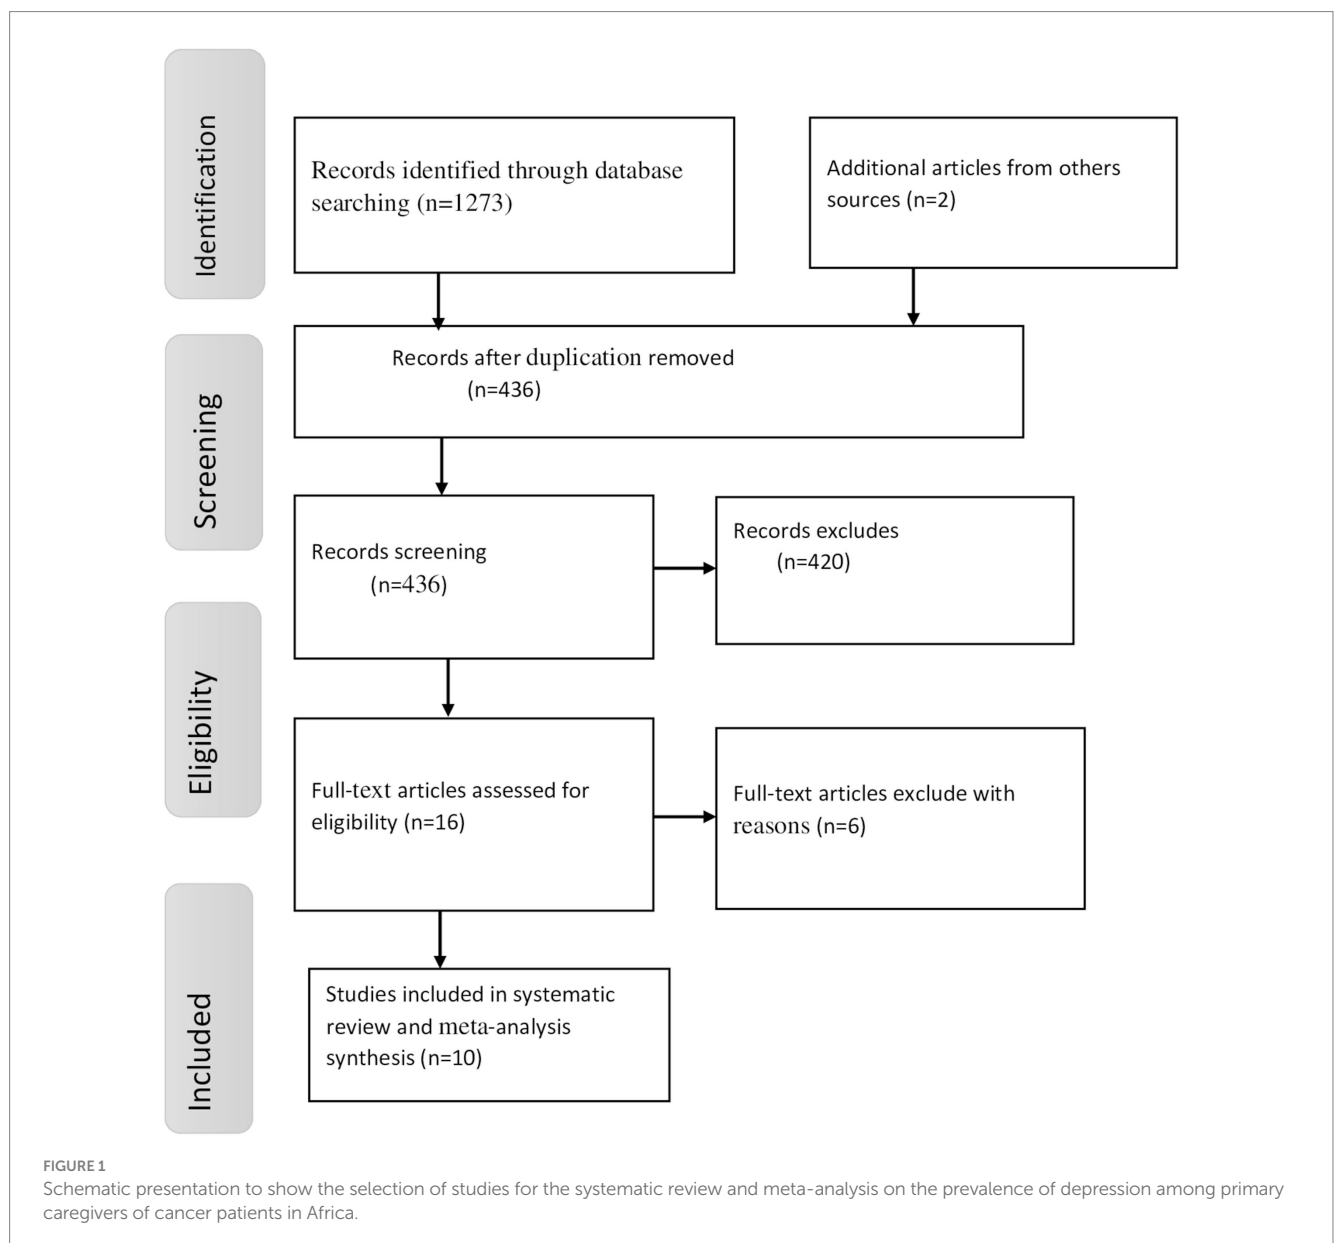 Identification
Records identified through database
searching (n=1273)
Additional articles from others
sources (n=2)
Screening
Records after duplication removed
(n=436)
Records screening
(n=436)
Records excludes
(n=420)
Eligibility
Full-text articles assessed for
eligibility (n=16)
Full-text articles exclude with
reasons (n=6)
Included
Studies included in systematic
review and meta-analysis
synthesis (n=10)
FIGURE 1
Schematic presentation to show the selection of studies for the systematic review and meta-analysis on the prevalence of depression among primary
caregivers of cancer patients in Africa.